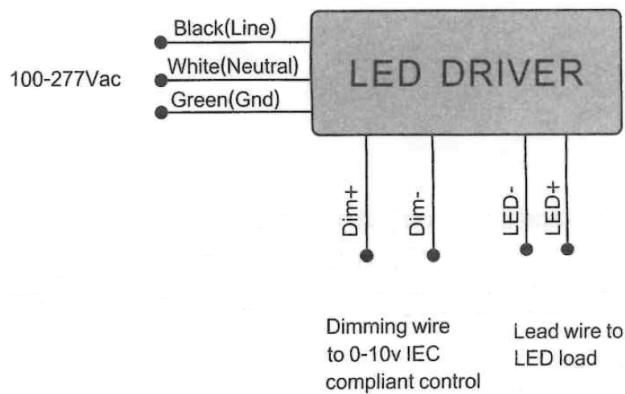 Black(Line)
100-277Vac
White(Neutral)
Green(Gnd)
LED DRIVER
Dim+
Dim-
LED-
LED+
Dimming wire
to 0-10v IEC
compliant control
Lead wire to
LED load